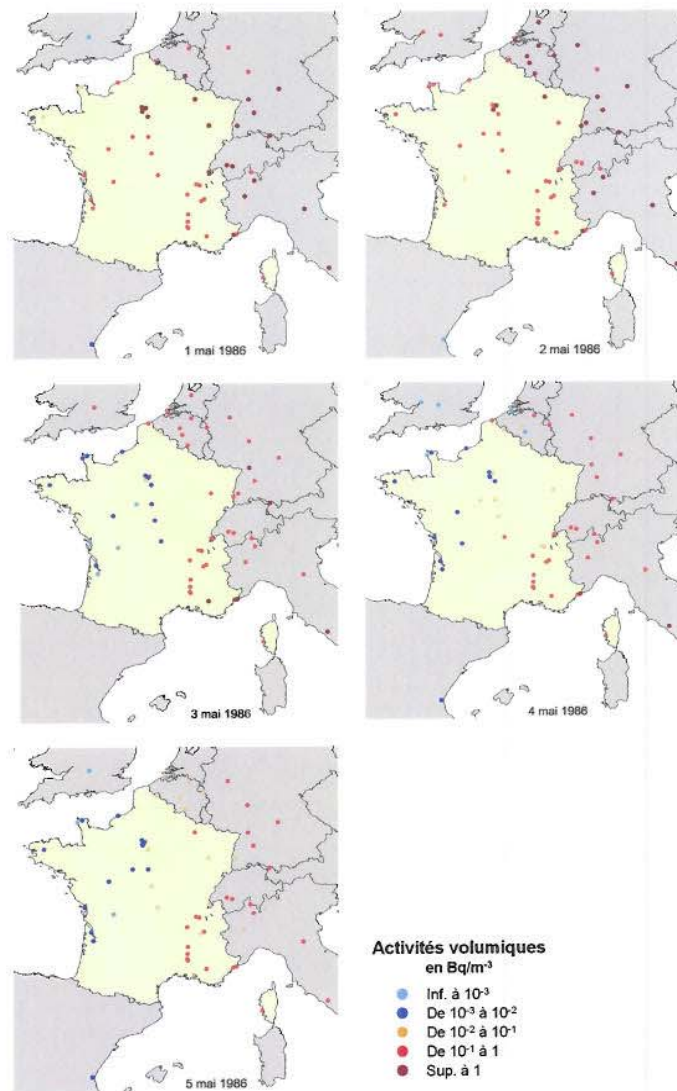 1 mai 1986
2 mai 1986
3 mai 1986
4 mai 1986
5 mai 1986
Activités volumiques
en Bq/m⁻³
Inf. à 10⁻³
De 10⁻³ à 10⁻²
De 10⁻² à 10⁻¹
De 10⁻¹ à 1
Sup. à 1